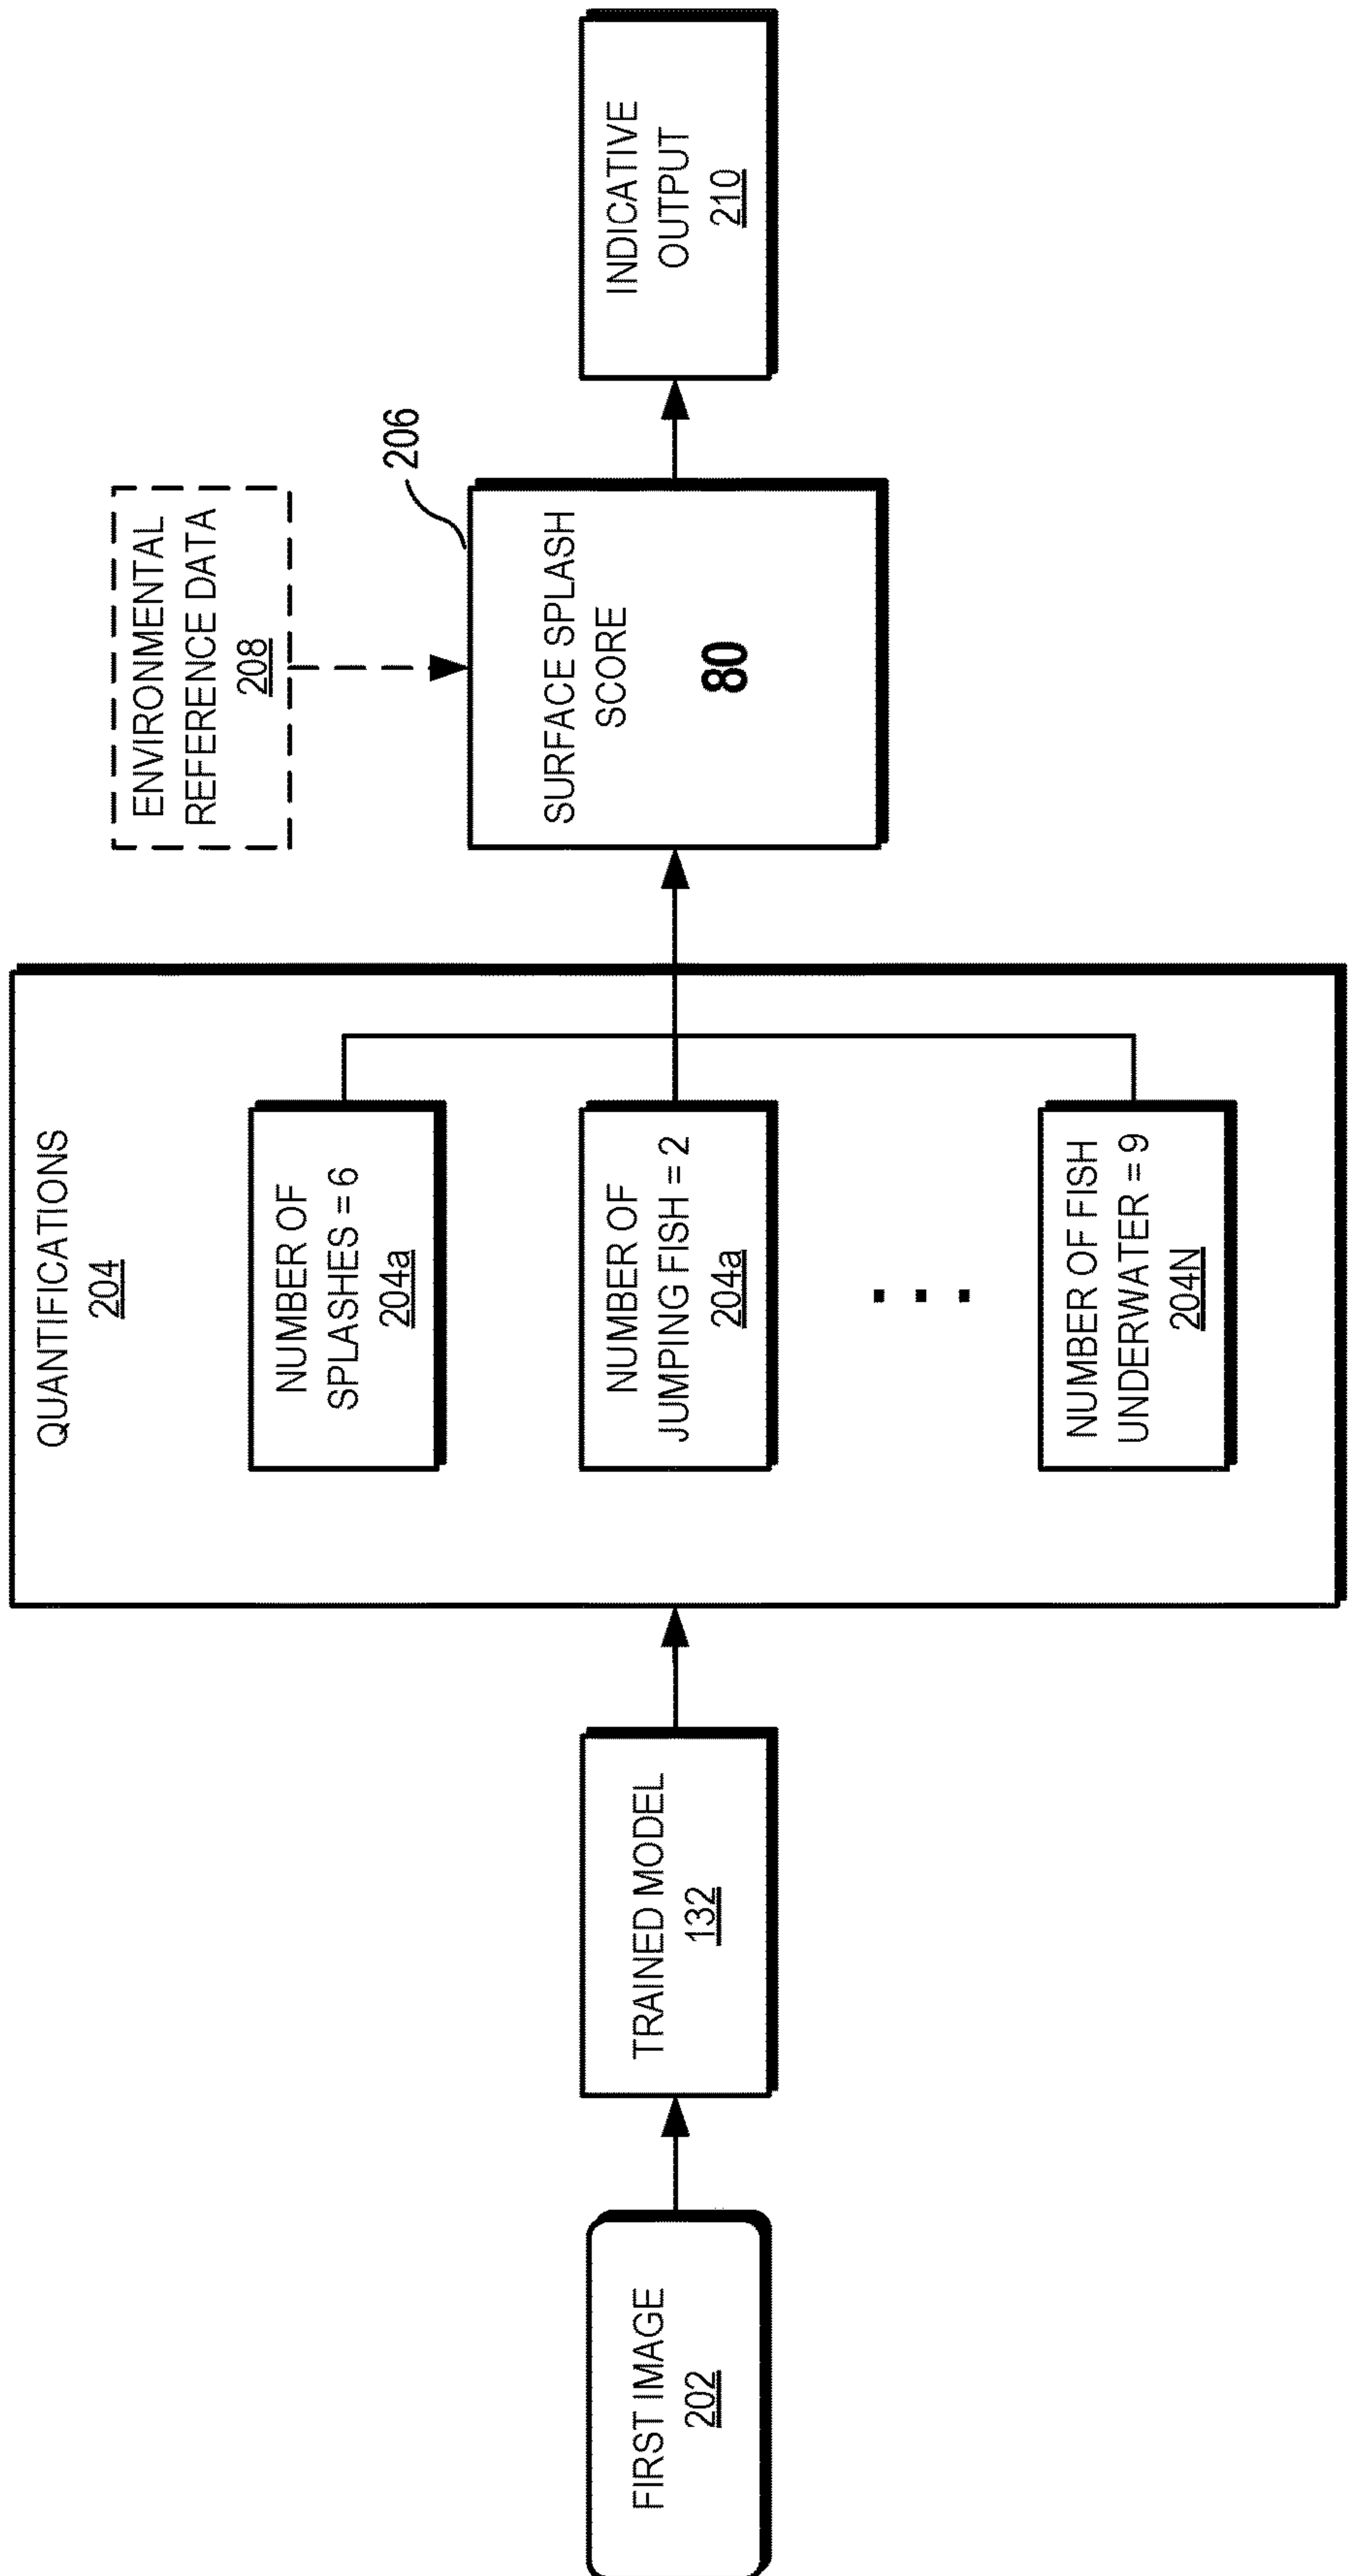 FIRST IMAGE
202
TRAINED MODEL
132
QUANTIFICATIONS
204
NUMBER OF
SPLASHES = 6
204a
NUMBER OF
JUMPING FISH = 2
204a
NUMBER OF FISH
UNDERWATER = 9
204N
ENVIRONMENTAL
REFERENCE DATA
208
206
SURFACE SPLASH
SCORE
80
INDICATIVE
OUTPUT
210